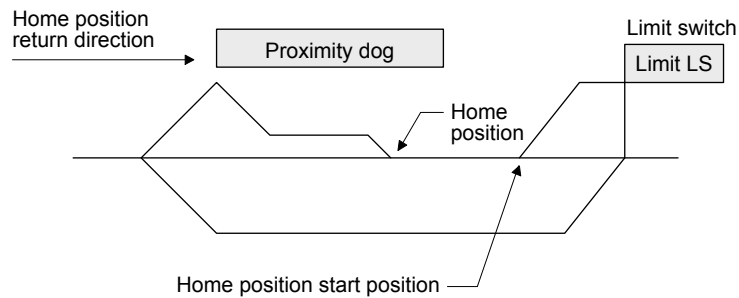 Home position
return direction
Proximity dog
Limit switch
Limit LS
Home
position
Home position start position